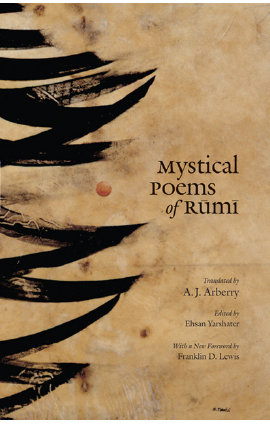 Mystical
Poems
of Rūmī
Translated by
A. J. Arberry
Edited by
Ehsan Yarshater
With a New Foreword by
Franklin D. Lewis